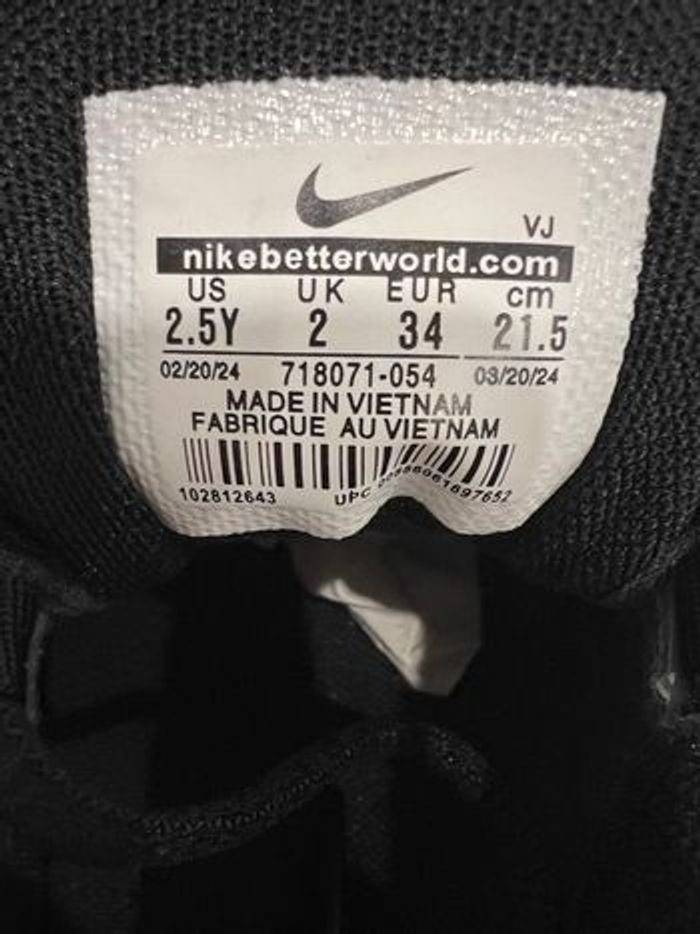 VJ
nikebetterworld.com
US UK EUR cm
2.5Y 2 34 21.5
02/20/24 718071-054 03/20/24
MADE IN VIETNAM
FABRIQUE AU VIETNAM
102812643 UPC